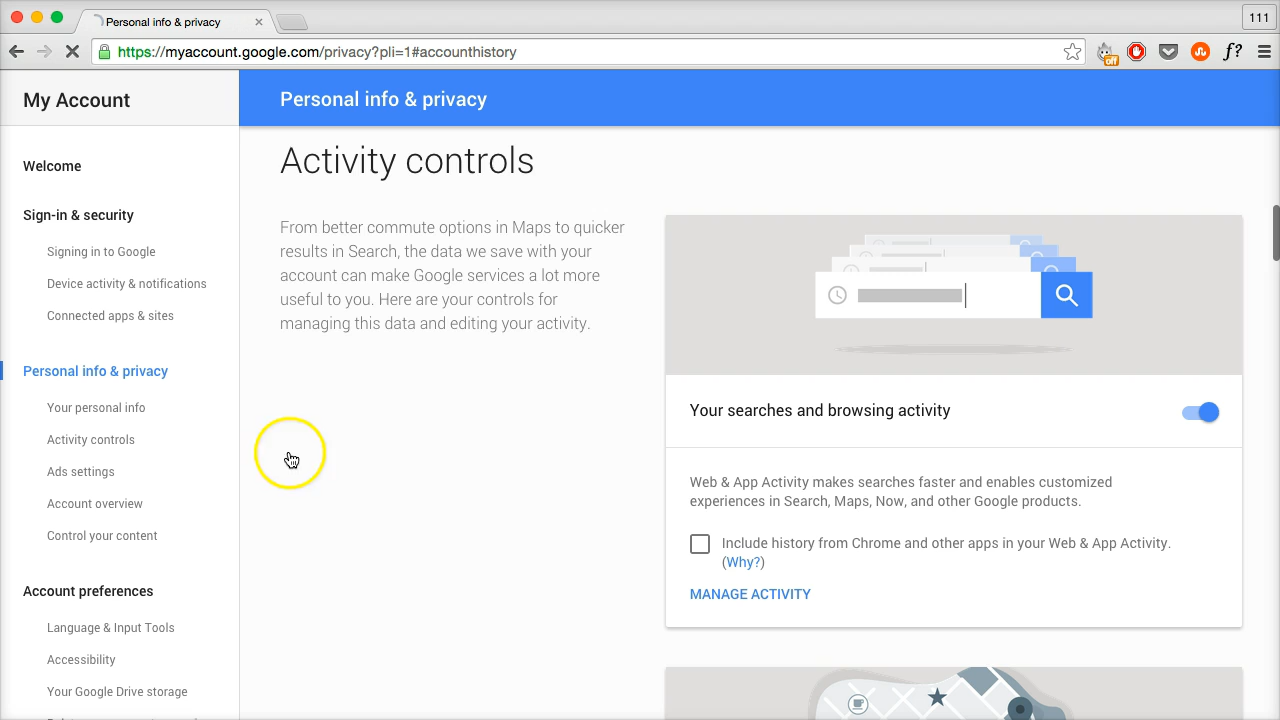 Personal info & privacy
111
https://myaccount.google.com/privacy?pli=1#accounthistory
off
f?
My Account
Personal info & privacy
Welcome
Sign-in & security
Signing in to Google
Device activity & notifications
Connected apps & sites
Personal info & privacy
Your personal info
Activity controls
Ads settings
Account overview
Control your content
Account preferences
Language & Input Tools
Accessibility
Your Google Drive storage
Activity controls
From better commute options in Maps to quicker
results in Search, the data we save with your
account can make Google services a lot more
useful to you. Here are your controls for
managing this data and editing your activity.
Your searches and browsing activity
Web & App Activity makes searches faster and enables customized
experiences in Search, Maps, Now, and other Google products.
Include history from Chrome and other apps in your Web & App Activity.
(Why?)
MANAGE ACTIVITY